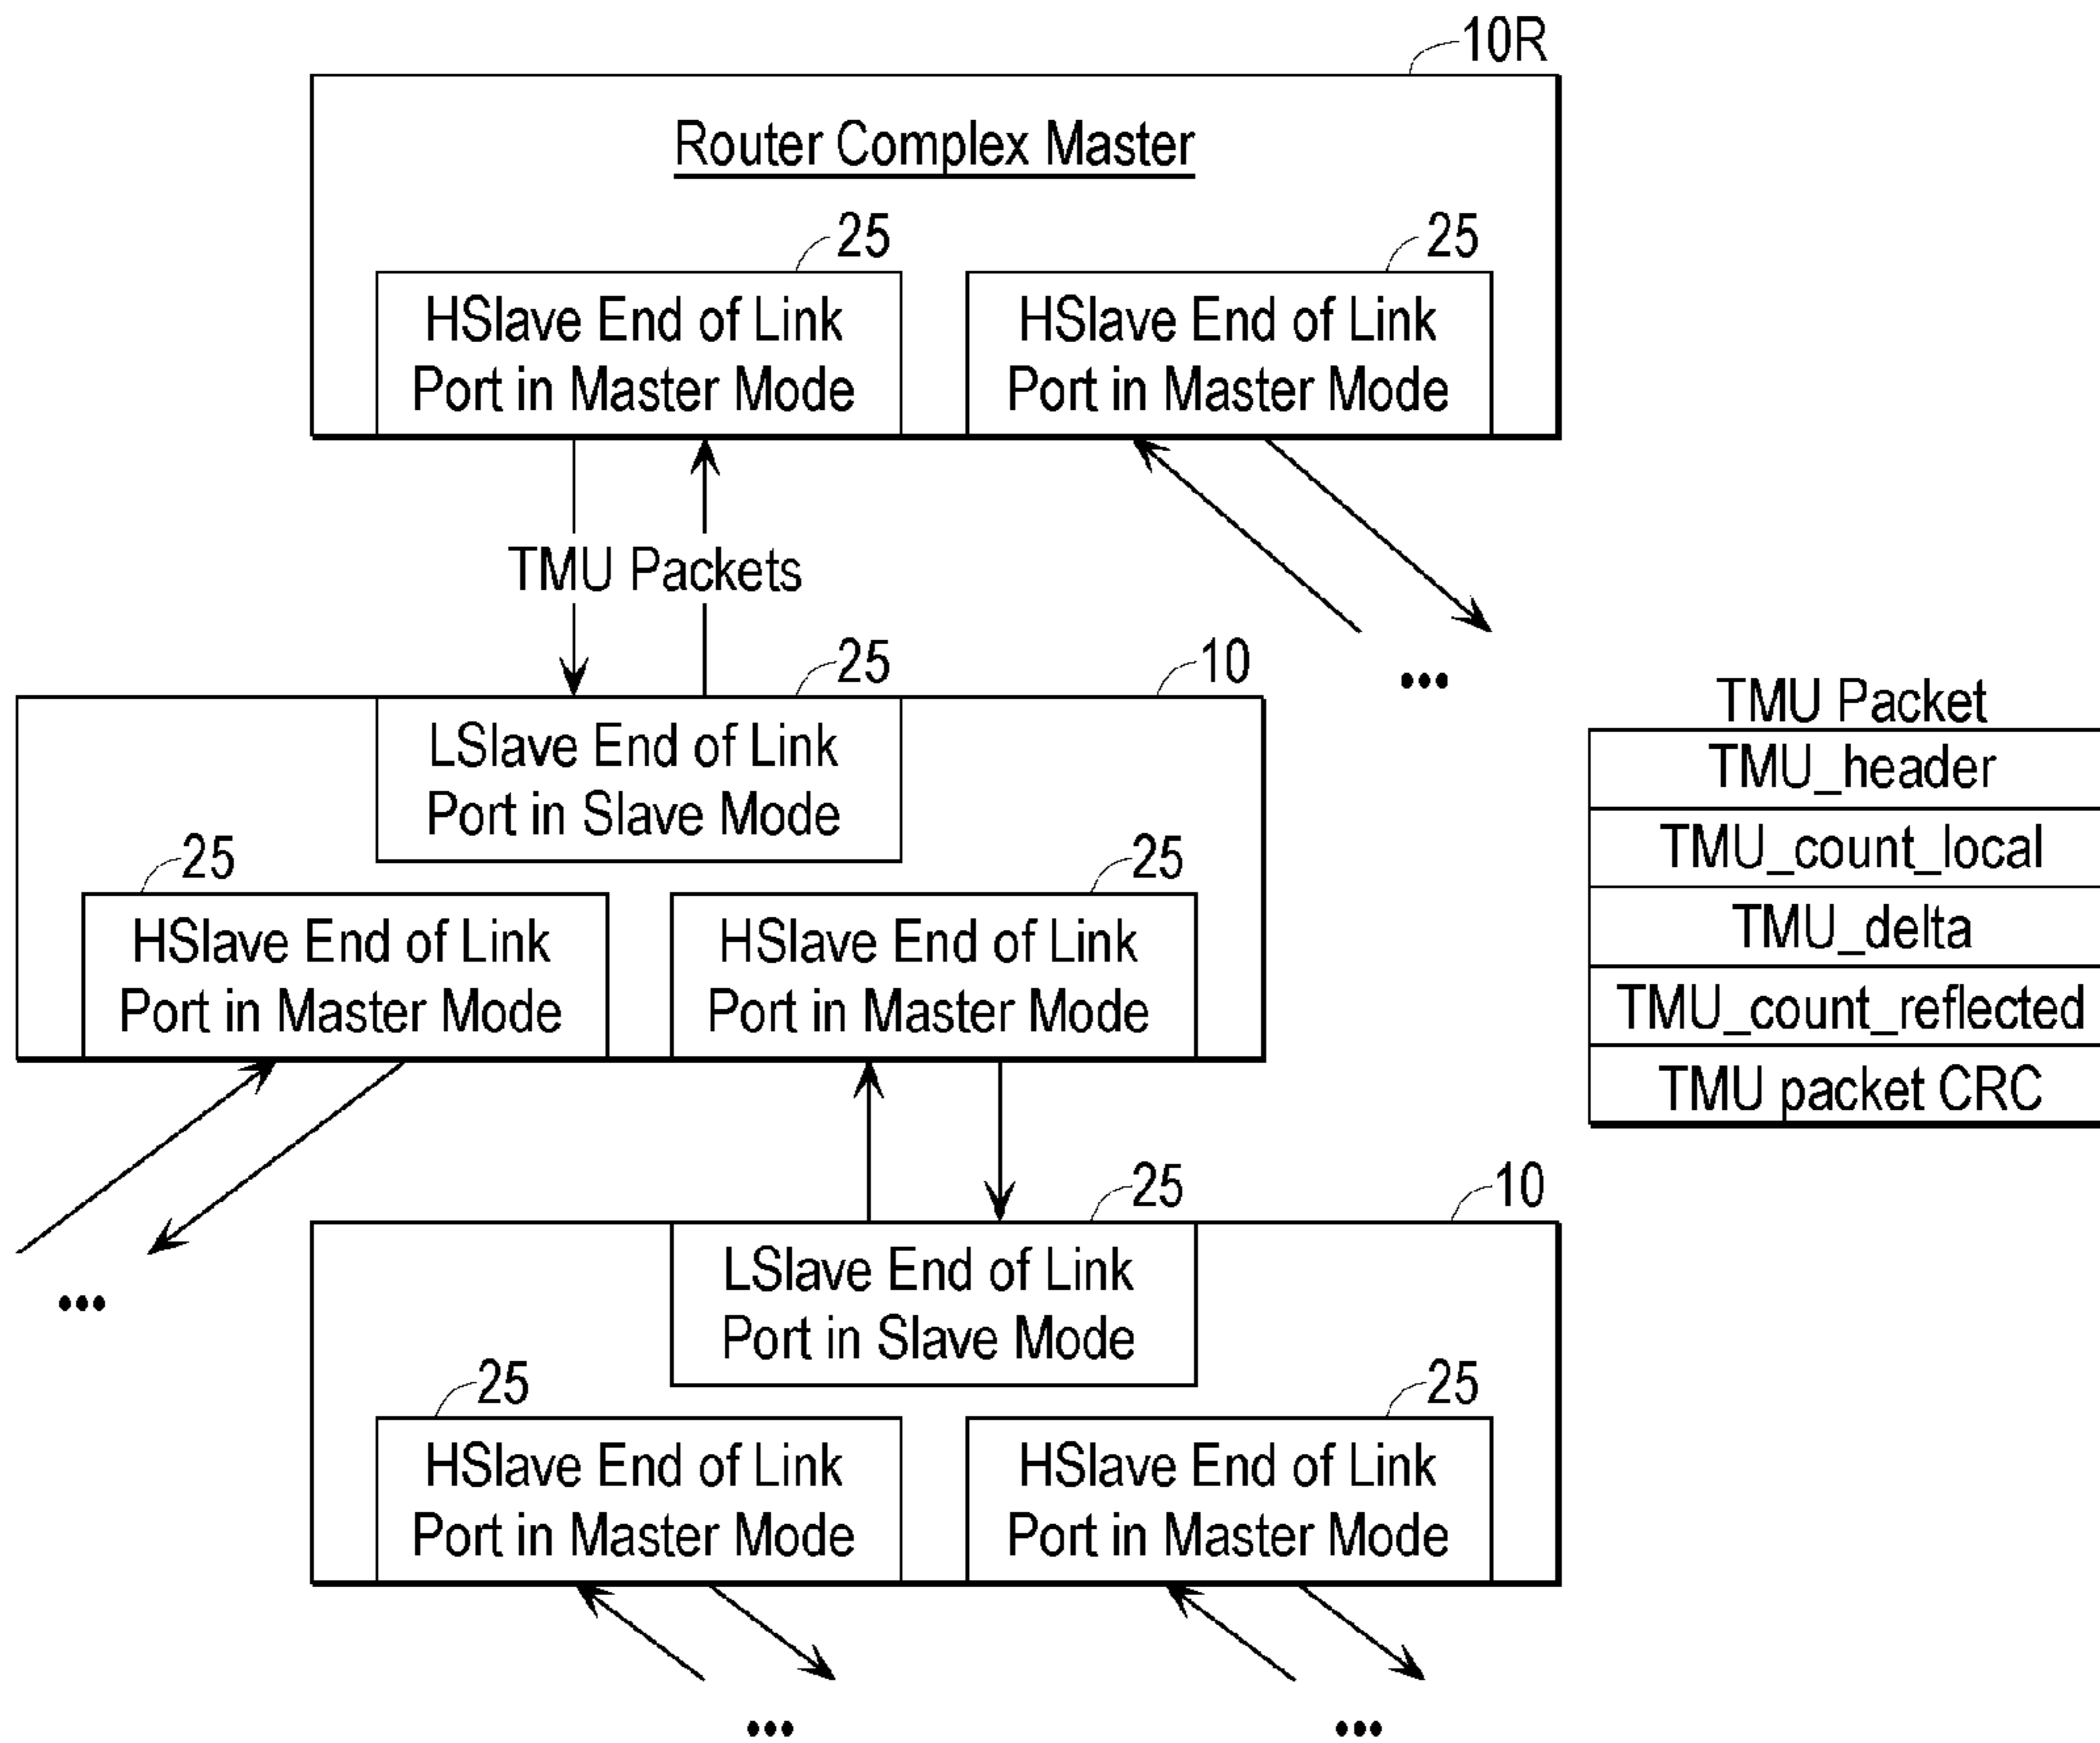 10R
Router Complex Master
25
25
HSlave End of Link
Port in Master Mode
HSlave End of Link
Port in Master Mode
TMU Packets
25
10
LSlave End of Link
Port in Slave Mode
25
25
HSlave End of Link
Port in Master Mode
HSlave End of Link
Port in Master Mode
TMU Packet
TMU_header
TMU_count_local
TMU_delta
TMU_count_reflected
TMU packet CRC
25
10
LSlave End of Link
Port in Slave Mode
25
25
HSlave End of Link
Port in Master Mode
HSlave End of Link
Port in Master Mode